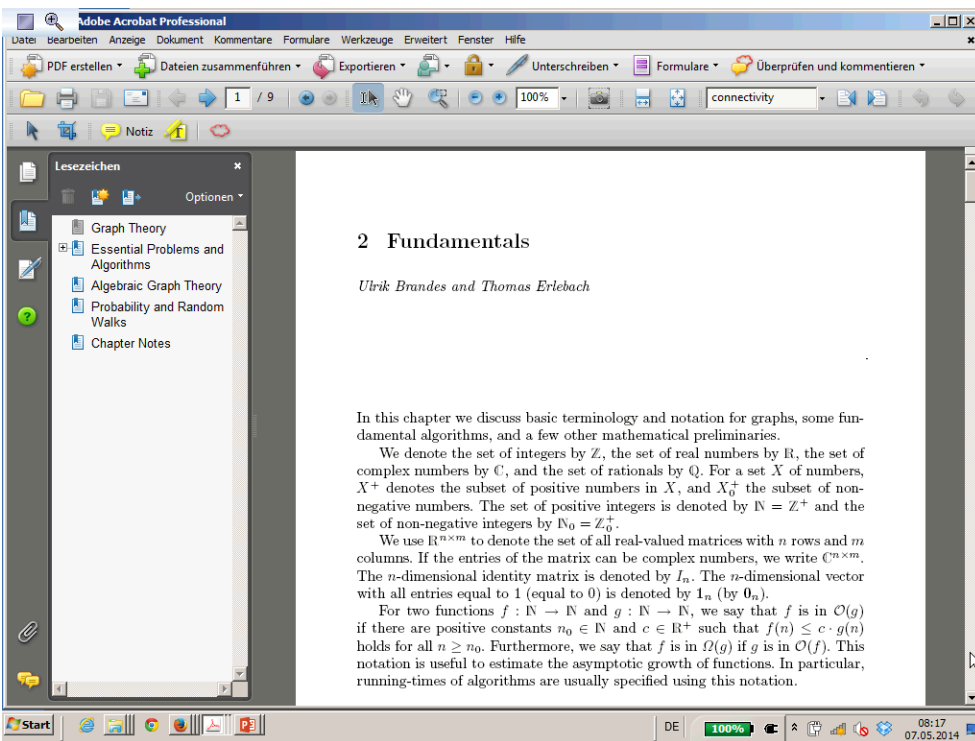 Adobe Acrobat Professional
Datei Bearbeiten Anzeige Dokument Kommentare Formulare Werkzeuge Erweitert Fenster Hilfe
PDF erstellen Dateien zusammenführen Exportieren Unterschreiben Formulare Überprüfen und kommentieren
1 / 9 100% connectivity
Notiz
Lesezeichen
Optionen
Graph Theory
Essential Problems and
Algorithms
Algebraic Graph Theory
Probability and Random
Walks
Chapter Notes
2 Fundamentals
Ulrik Brandes and Thomas Erlebach
In this chapter we discuss basic terminology and notation for graphs, some fun-
damental algorithms, and a few other mathematical preliminaries.
We denote the set of integers by ℤ, the set of real numbers by ℝ, the set of
complex numbers by ℂ, and the set of rationals by ℚ. For a set X of numbers,
X⁺ denotes the subset of positive numbers in X, and X₀⁺ the subset of non-
negative numbers. The set of positive integers is denoted by ℕ = ℤ⁺ and the
set of non-negative integers by ℕ₀ = ℤ₀⁺.
We use ℝⁿˣᵐ to denote the set of all real-valued matrices with n rows and m
columns. If the entries of the matrix can be complex numbers, we write ℂⁿˣᵐ.
The n-dimensional identity matrix is denoted by Iₙ. The n-dimensional vector
with all entries equal to 1 (equal to 0) is denoted by 1ₙ (by 0ₙ).
For two functions f : ℕ → ℕ and g : ℕ → ℕ, we say that f is in O(g)
if there are positive constants n₀ ∈ ℕ and c ∈ ℝ⁺ such that f(n) ≤ c · g(n)
holds for all n ≥ n₀. Furthermore, we say that f is in Ω(g) if g is in O(f). This
notation is useful to estimate the asymptotic growth of functions. In particular,
running-times of algorithms are usually specified using this notation.
Start DE 100% 08:17
07.05.2014